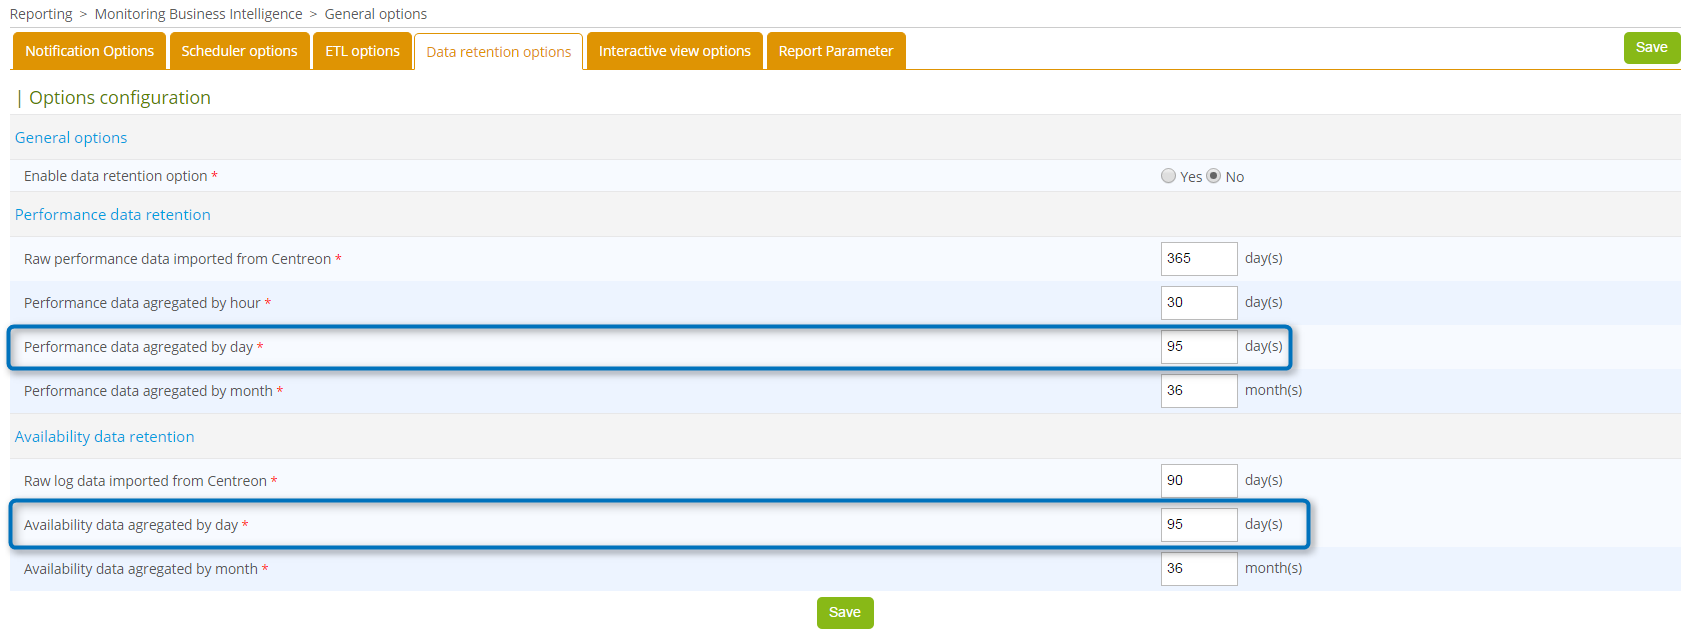 Reporting > Monitoring Business Intelligence > General options
Notification Options Scheduler options ETL options Data retention options Interactive view options Report Parameter Save
| Options configuration
General options
Enable data retention option * Yes No
Performance data retention
Raw performance data imported from Centreon * 365 day(s)
Performance data agregated by hour * 30 day(s)
Performance data agregated by day * 95 day(s)
Performance data agregated by month * 36 month(s)
Availability data retention
Raw log data imported from Centreon * 90 day(s)
Availability data agregated by day * 95 day(s)
Availability data agregated by month * 36 month(s)
Save